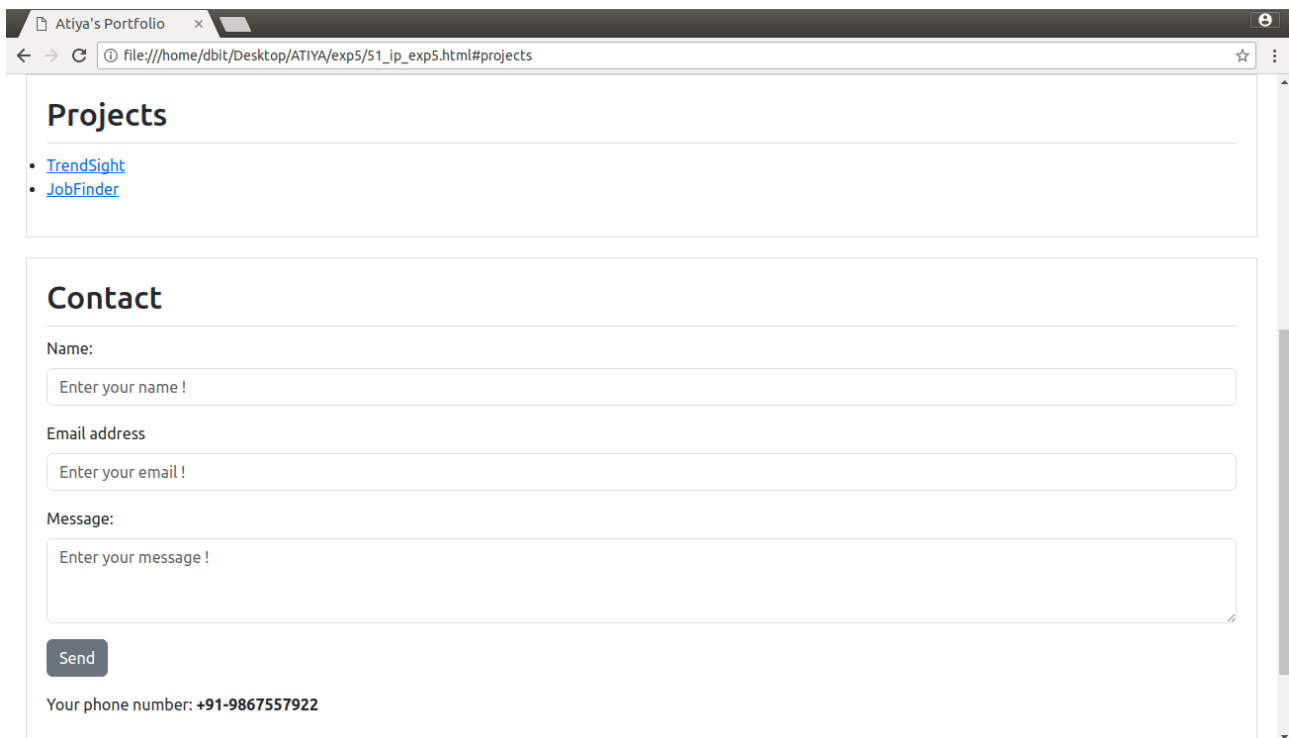 Atiya's Portfolio
file:///home/dbit/Desktop/ATIYA/exp5/51_ip_exp5.html#projects
Projects
TrendSight
JobFinder
Contact
Name:
Enter your name !
Email address
Enter your email !
Message:
Enter your message !
Send
Your phone number: +91-9867557922